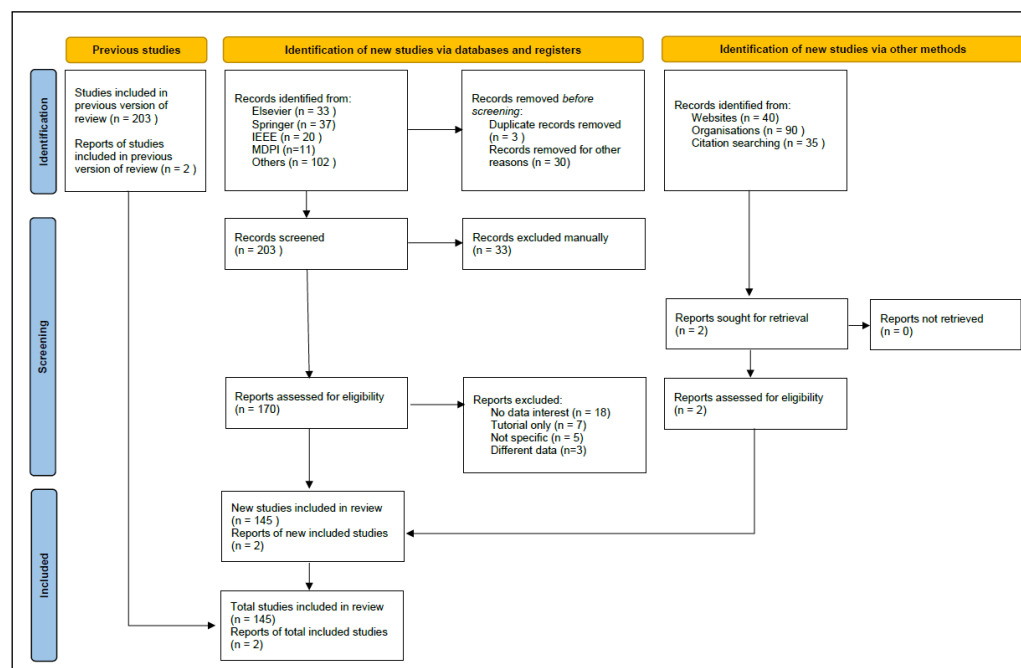 Previous studies
Identification of new studies via databases and registers
Identification of new studies via other methods
Identification
Studies included in
previous version of
review (n = 203 )
Reports of studies
included in previous
version of review (n = 2 )
Records identified from:
Elsevier (n = 33 )
Springer (n = 37)
IEEE (n = 20 )
MDPI (n=11)
Others (n = 102 )
Records removed before
screening:
Duplicate records removed
(n = 3 )
Records removed for other
reasons (n = 30)
Records identified from:
Websites (n = 40)
Organisations (n = 90 )
Citation searching (n = 35 )
Screening
Records screened
(n = 203 )
Records excluded manually
(n = 33)
Reports sought for retrieval
(n = 2)
Reports not retrieved
(n = 0)
Reports assessed for eligibility
(n = 170)
Reports excluded:
No data interest (n = 18)
Tutorial only (n = 7)
Not specific (n = 5)
Different data (n=3)
Reports assessed for eligibility
(n = 2)
Included
New studies included in review
(n = 145 )
Reports of new included studies
(n = 2)
Total studies included in review
(n = 145)
Reports of total included studies
(n = 2)